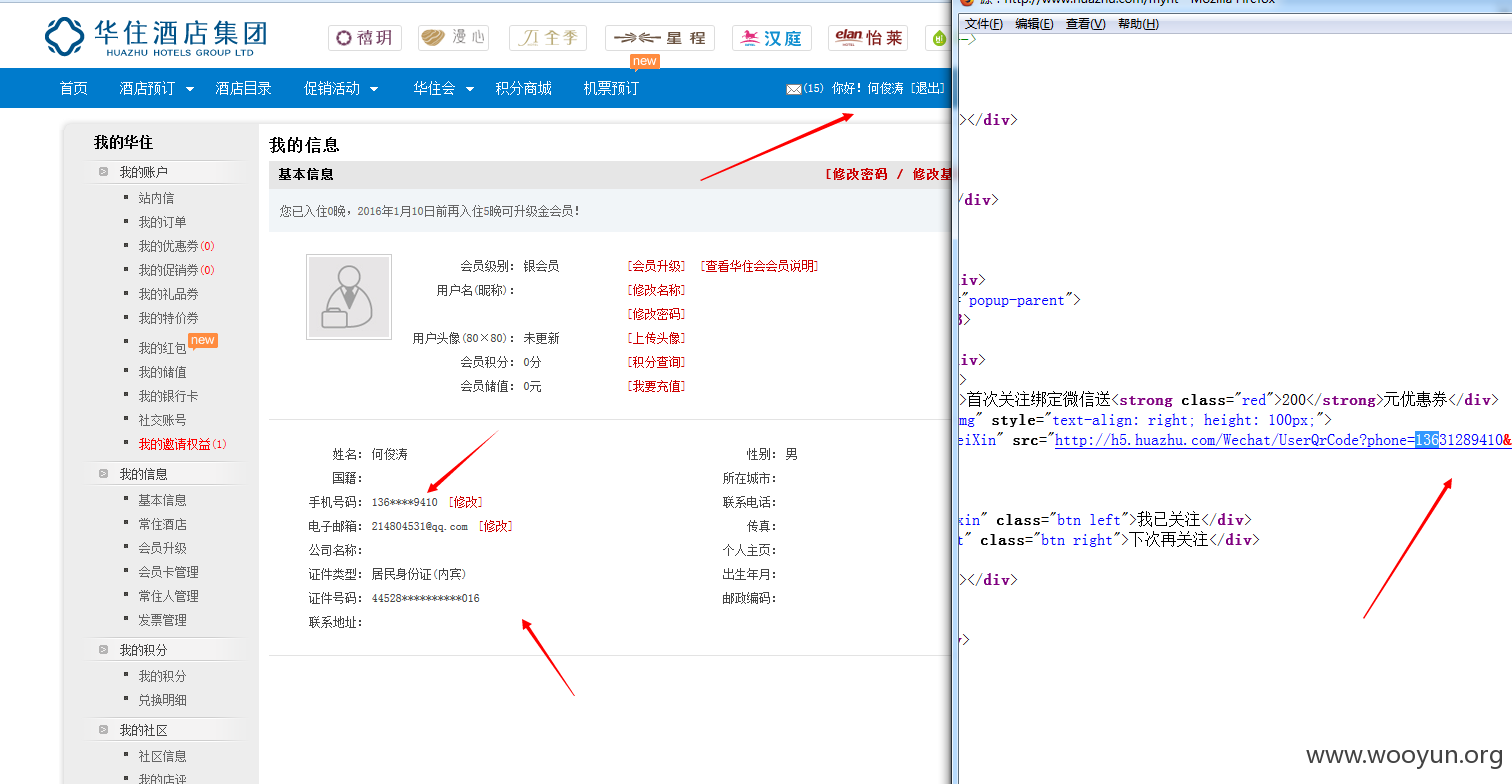 源: http://www.huazhu.com/myht - Mozilla Firefox
文件(F) 编辑(E) 查看(V) 帮助(H)
华住酒店集团
HUAZHU HOTELS GROUP LTD
禧玥 漫心 全季 星程 汉庭 elan 怡莱
HOTEL
new
首页 酒店预订 酒店目录 促销活动 华住会 积分商城 机票预订 (15) 你好! 何俊涛 [退出]
我的华住
我的账户
站内信
我的订单
我的优惠券(0)
我的促销券(0)
我的礼品券
我的特价券
我的红包 new
我的储值
我的银行卡
社交账号
我的邀请权益(1)
我的信息
基本信息
常住酒店
会员升级
会员卡管理
常住人管理
发票管理
我的积分
我的积分
兑换明细
我的社区
社区信息
我的店评
我的信息
基本信息 [修改密码 / 修改基
您已入住0晚，2016年1月10日前再入住5晚可升级金会员!
会员级别: 银会员 [会员升级] [查看华住会会员说明]
用户名(昵称): [修改名称]
[修改密码]
用户头像(80×80): 未更新 [上传头像]
会员积分: 0分 [积分查询]
会员储值: 0元 [我要充值]
姓名: 何俊涛 性别: 男
国籍: 所在城市:
手机号码: 136****9410 [修改] 联系电话:
电子邮箱: 214804531@qq.com [修改] 传真:
公司名称: 个人主页:
证件类型: 居民身份证(内宾) 出生年月:
证件号码: 44528**********016 邮政编码:
联系地址:
-->
></div>
/div>
iv>
="popup-parent">
3>
iv>
>
>首次关注绑定微信送<strong class="red">200</strong>元优惠券</div>
mg" style="text-align: right; height: 100px;">
eiXin" src="http://h5.huazhu.com/Wechat/UserQrCode?phone=13631289410&
xin" class="btn left">我已关注</div>
t" class="btn right">下次再关注</div>
></div>
>
www.wooyun.org